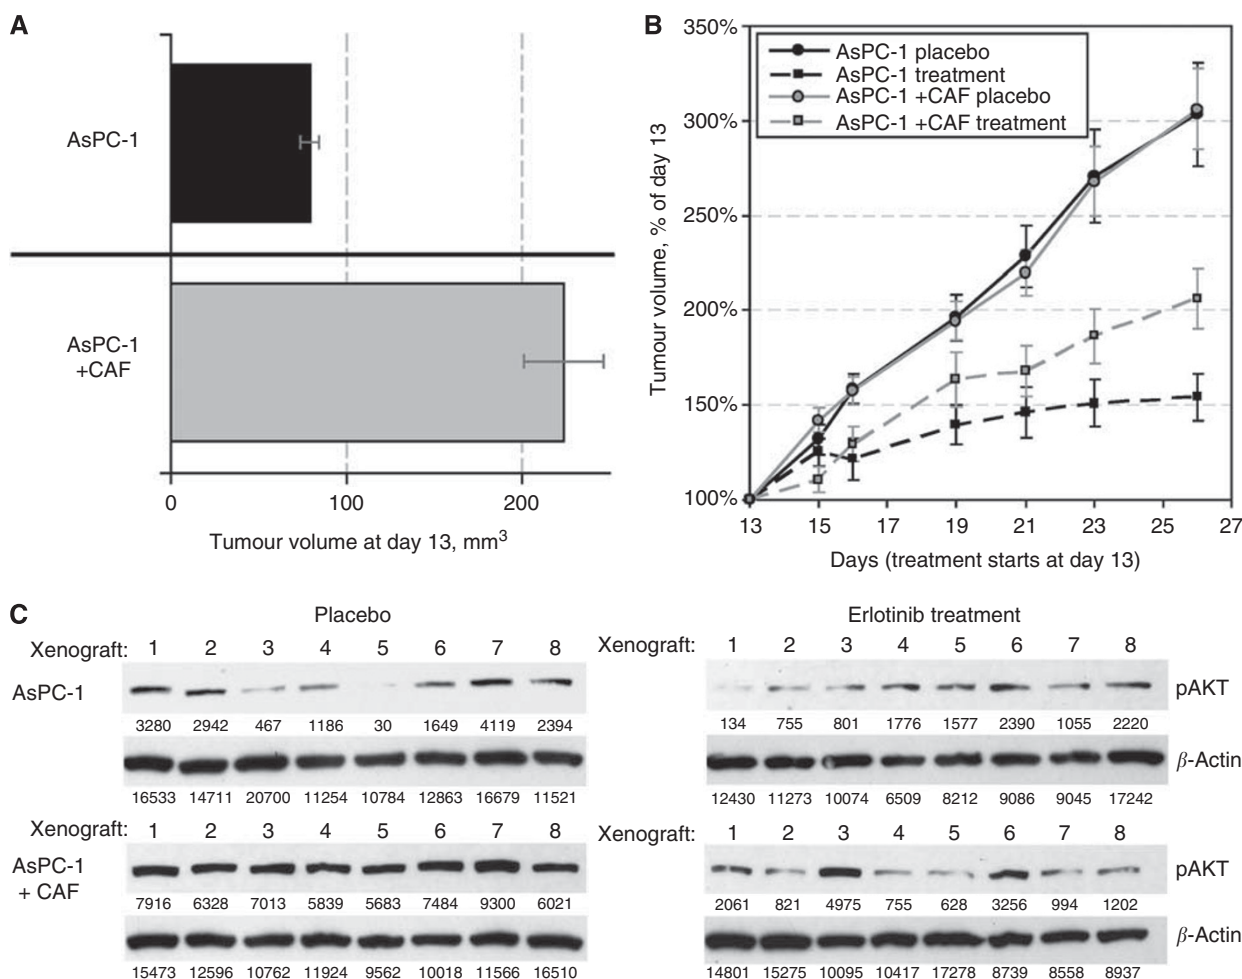 A
AsPC-1
AsPC-1
+CAF
0 100 200
Tumour volume at day 13, mm³
B
Tumour volume, % of day 13
350%
300%
250%
200%
150%
100%
AsPC-1 placebo
AsPC-1 treatment
AsPC-1 +CAF placebo
AsPC-1 +CAF treatment
13 15 17 19 21 23 25 27
Days (treatment starts at day 13)
C
Placebo
Xenograft: 1 2 3 4 5 6 7 8
AsPC-1
3280 2942 467 1186 30 1649 4119 2394
16533 14711 20700 11254 10784 12863 16679 11521
Xenograft: 1 2 3 4 5 6 7 8
AsPC-1
+ CAF
7916 6328 7013 5839 5683 7484 9300 6021
15473 12596 10762 11924 9562 10018 11566 16510
Erlotinib treatment
Xenograft: 1 2 3 4 5 6 7 8
pAKT
134 755 801 1776 1577 2390 1055 2220
β-Actin
12430 11273 10074 6509 8212 9086 9045 17242
Xenograft: 1 2 3 4 5 6 7 8
pAKT
2061 821 4975 755 628 3256 994 1202
β-Actin
14801 15275 10095 10417 17278 8739 8558 8937